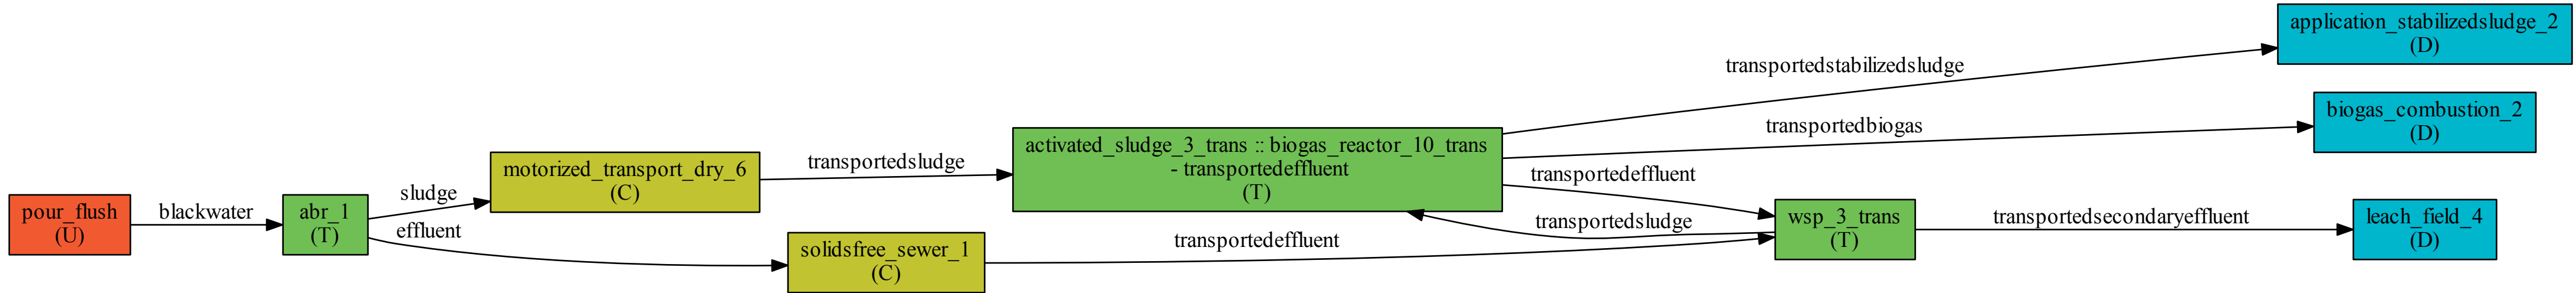 pour_flush
(U)
blackwater
abr_1
(T)
sludge
effluent
motorized_transport_dry_6
(C)
solidsfree_sewer_1
(C)
transportedsludge
transportedeffluent
activated_sludge_3_trans :: biogas_reactor_10_trans
- transportedeffluent
(T)
transportedstabilizedsludge
transportedbiogas
transportedeffluent
transportedsludge
wsp_3_trans
(T)
transportedsecondaryeffluent
application_stabilizedsludge_2
(D)
biogas_combustion_2
(D)
leach_field_4
(D)